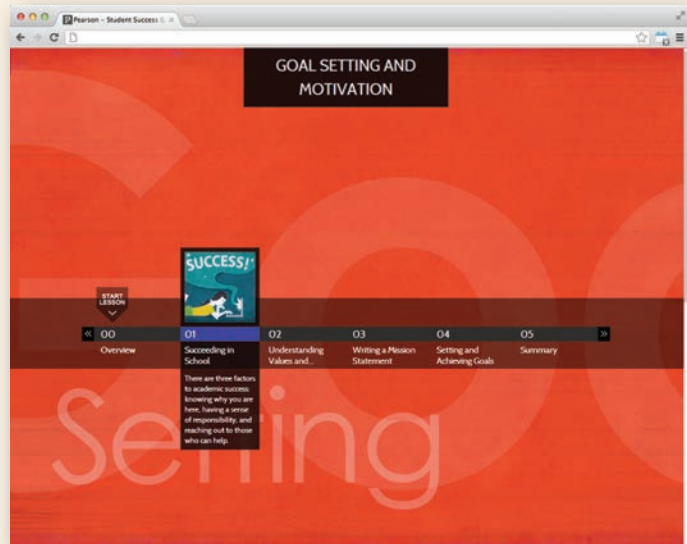 Pearson – Student Success &
GOAL SETTING AND
MOTIVATION
SUCCESS!
START
LESSON
00
01
02
03
04
05
Overview
Succeeding in
School
Understanding
Values and...
Writing a Mission
Statement
Setting and
Achieving Goals
Summary
There are three factors
to academic success:
knowing why you are
here, having a sense
of responsibility, and
reaching out to those
who can help.
Goo
Setting